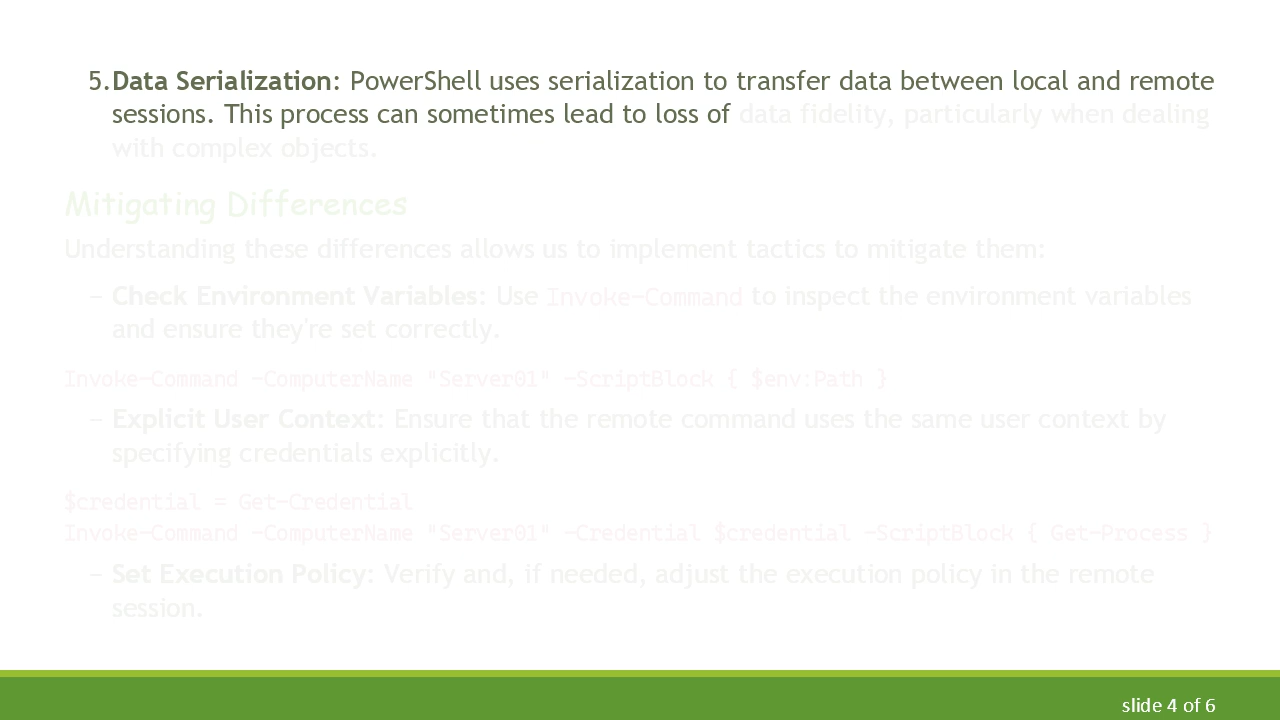 5.Data Serialization: PowerShell uses serialization to transfer data between local and remote
sessions. This process can sometimes lead to loss of data fidelity, particularly when dealing
with complex objects.
Mitigating Differences
Understanding these differences allows us to implement tactics to mitigate them:
– Check Environment Variables: Use Invoke-Command to inspect the environment variables
and ensure they're set correctly.
Invoke-Command -ComputerName "Server01" -ScriptBlock { $env:Path }
– Explicit User Context: Ensure that the remote command uses the same user context by
specifying credentials explicitly.
$credential = Get-Credential
Invoke-Command -ComputerName "Server01" -Credential $credential -ScriptBlock { Get-Process }
– Set Execution Policy: Verify and, if needed, adjust the execution policy in the remote
session.
slide 4 of 6